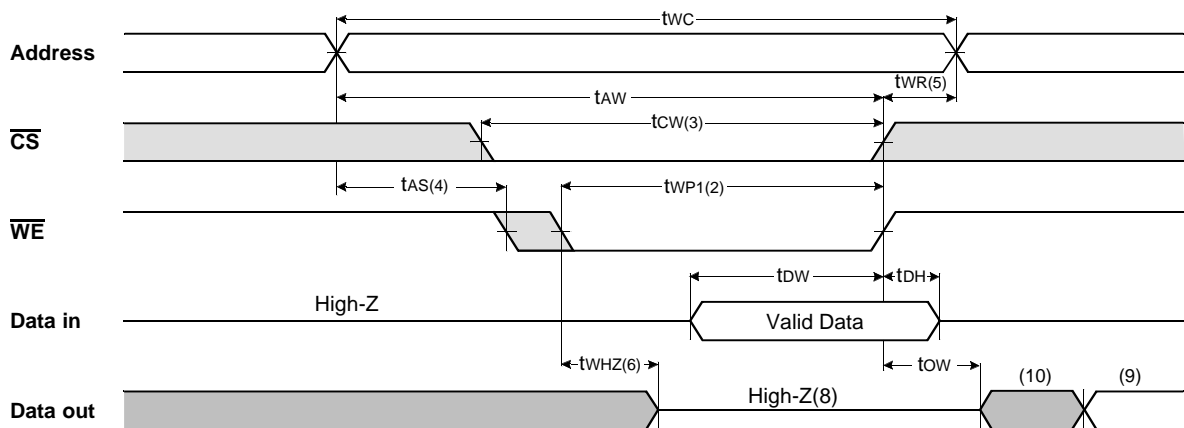 tWC
Address
tWR(5)
tAW
tCW(3)
CS
tAS(4)
tWP1(2)
WE
tDW
tDH
High-Z
Data in
Valid Data
tWHZ(6)
tOW
(10)
(9)
High-Z(8)
Data out